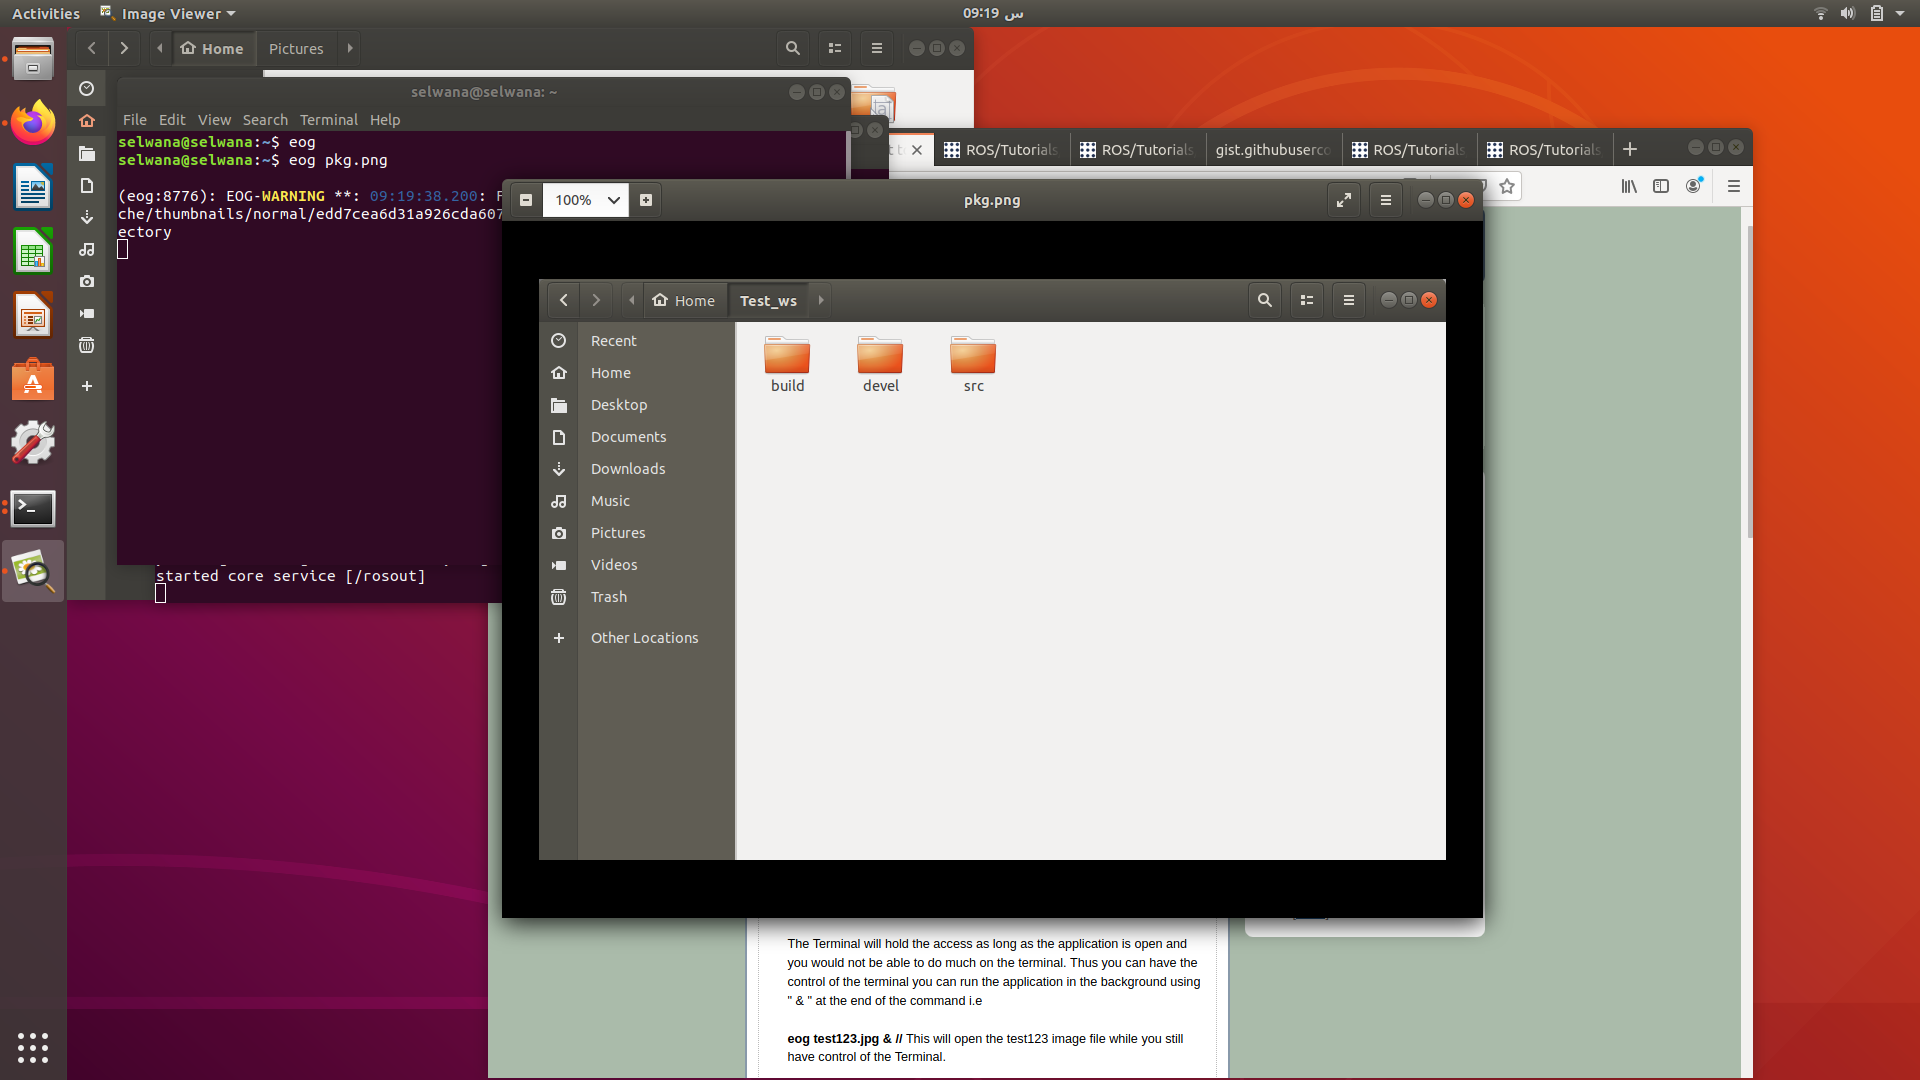 Activities
Image Viewer
09:19 س
Home
Pictures
selwana@selwana: ~
File Edit View Search Terminal Help
selwana@selwana:~$ eog
selwana@selwana:~$ eog pkg.png
(eog:8776): EOG-WARNING **: 09:19:38.200: F
che/thumbnails/normal/edd7cea6d31a926cda607
ectory
started core service [/rosout]
ROS/Tutorials
ROS/Tutorials
gist.githubuserco
ROS/Tutorials
ROS/Tutorials
100%
pkg.png
Home
Test_ws
Recent
Home
Desktop
Documents
Downloads
Music
Pictures
Videos
Trash
Other Locations
build
devel
src
The Terminal will hold the access as long as the application is open and
you would not be able to do much on the terminal. Thus you can have the
control of the terminal you can run the application in the background using
" & " at the end of the command i.e
eog test123.jpg & // This will open the test123 image file while you still
have control of the Terminal.